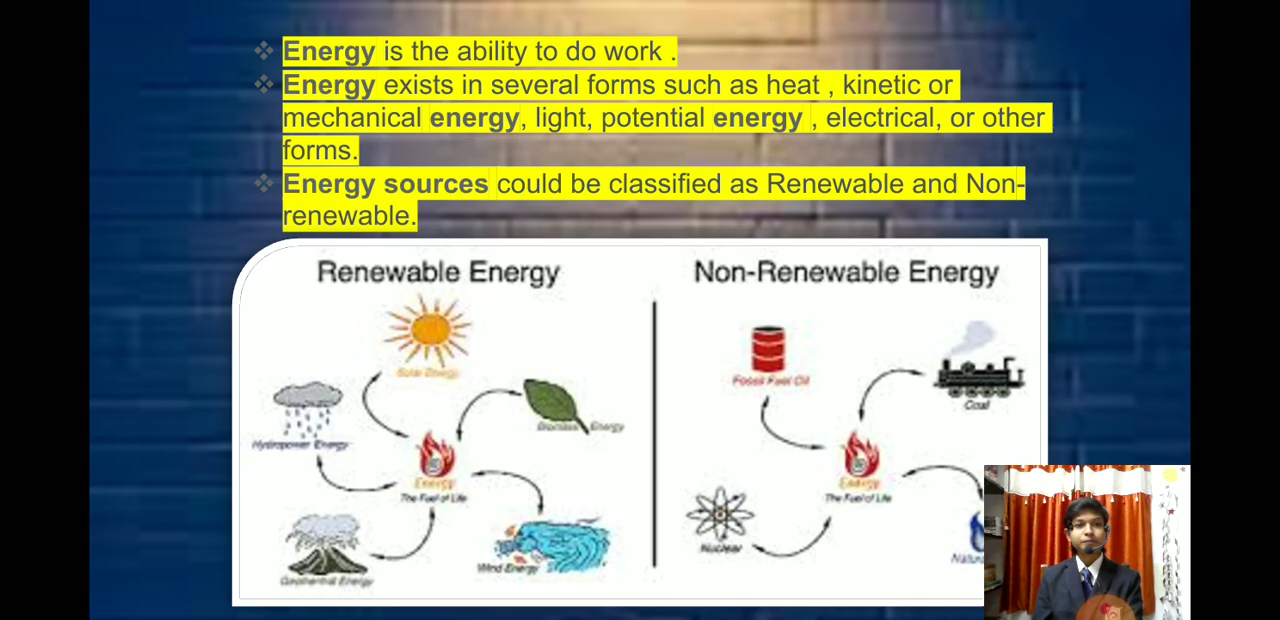 Energy is the ability to do work .
Energy exists in several forms such as heat , kinetic or
mechanical energy, light, potential energy , electrical, or other
forms.
Energy sources could be classified as Renewable and Non-
renewable.
Renewable Energy
Solar Energy
Hydropower Energy
Biomass Energy
Energy
The Fuel of Life
Geothermal Energy
Wind Energy
Non-Renewable Energy
Fossil Fuel Oil
Coal
Energy
The Fuel of Life
Nuclear